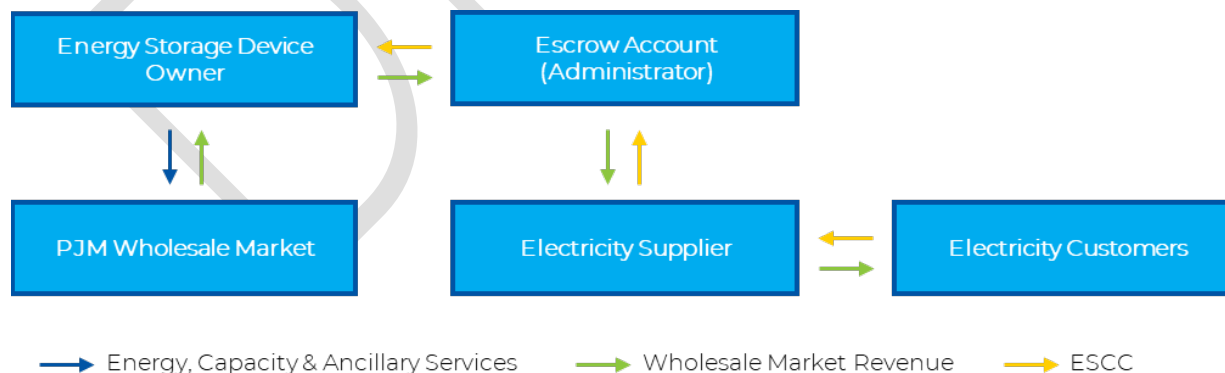 Energy Storage Device
Owner
Escrow Account
(Administrator)
PJM Wholesale Market
Electricity Supplier
Electricity Customers
Energy, Capacity & Ancillary Services
Wholesale Market Revenue
ESCC